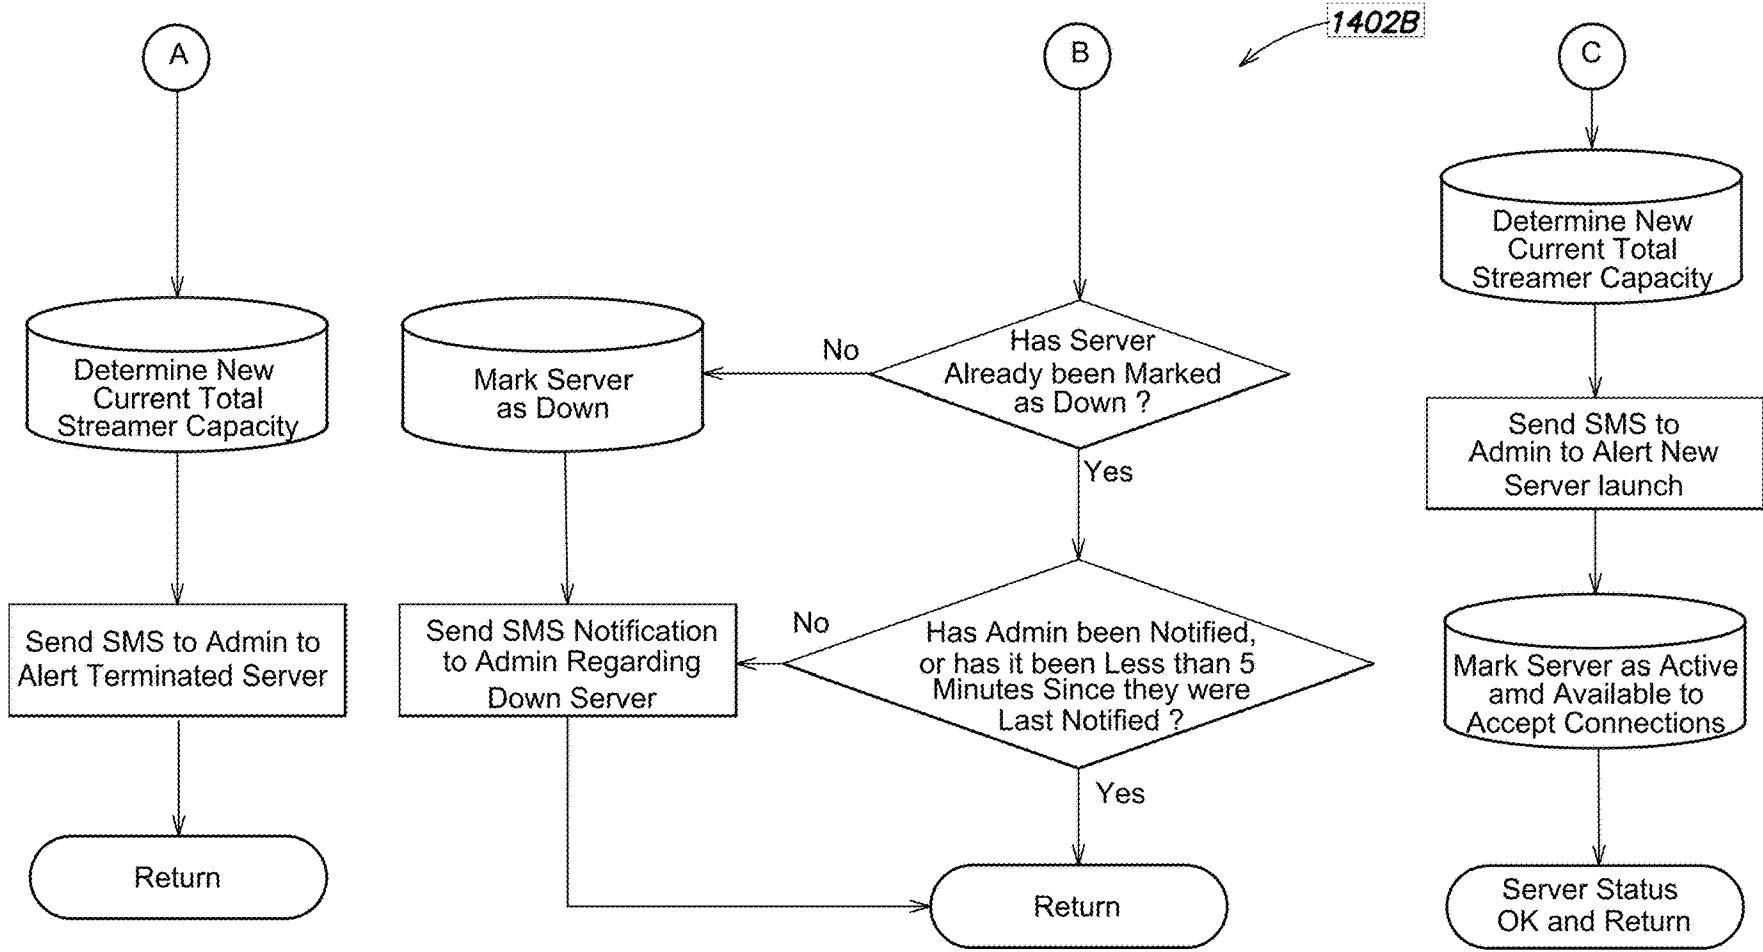 1402B
A
Determine New
Current Total
Streamer Capacity
Send SMS to Admin to
Alert Terminated Server
Return
B
Has Server
Already been Marked
as Down ?
No
Mark Server
as Down
Yes
Has Admin been Notified,
or has it been Less than 5
Minutes Since they were
Last Notified ?
No
Send SMS Notification
to Admin Regarding
Down Server
Yes
Return
C
Determine New
Current Total
Streamer Capacity
Send SMS to
Admin to Alert New
Server launch
Mark Server as Active
amd Available to
Accept Connections
Server Status
OK and Return